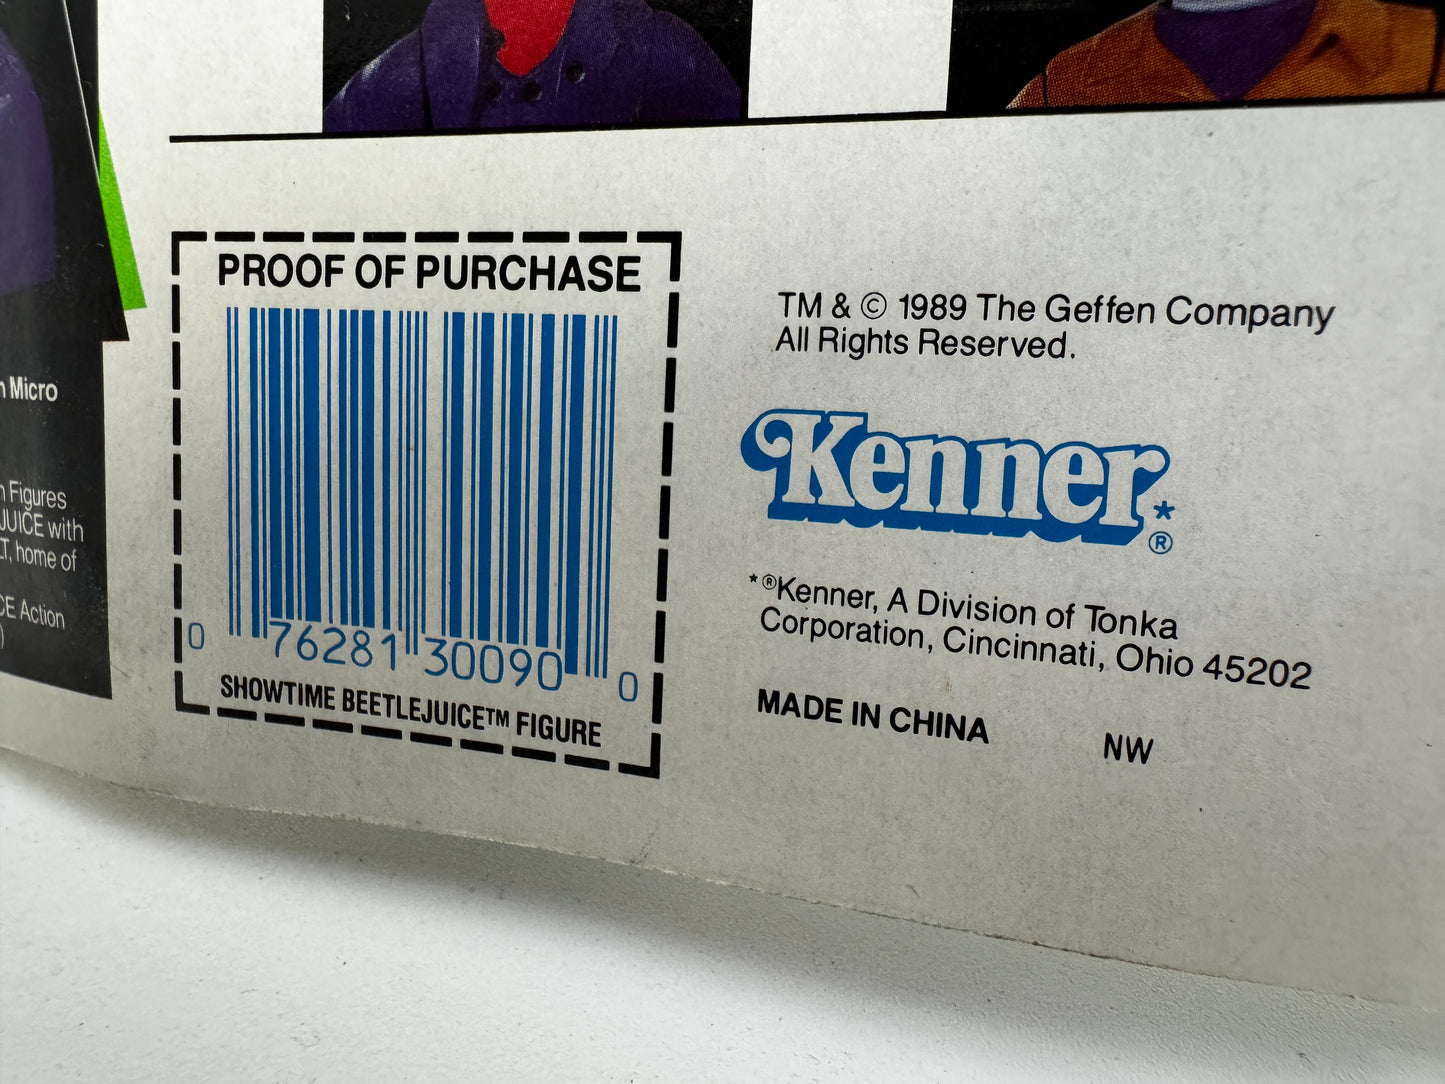 Micro
Figures
JUICE with
home of
Action
)
PROOF OF PURCHASE
0 76281 30090 0
SHOWTIME BEETLEJUICE™ FIGURE
TM & © 1989 The Geffen Company
All Rights Reserved.
Kenner*
®
*®Kenner, A Division of Tonka
Corporation, Cincinnati, Ohio 45202
MADE IN CHINA NW